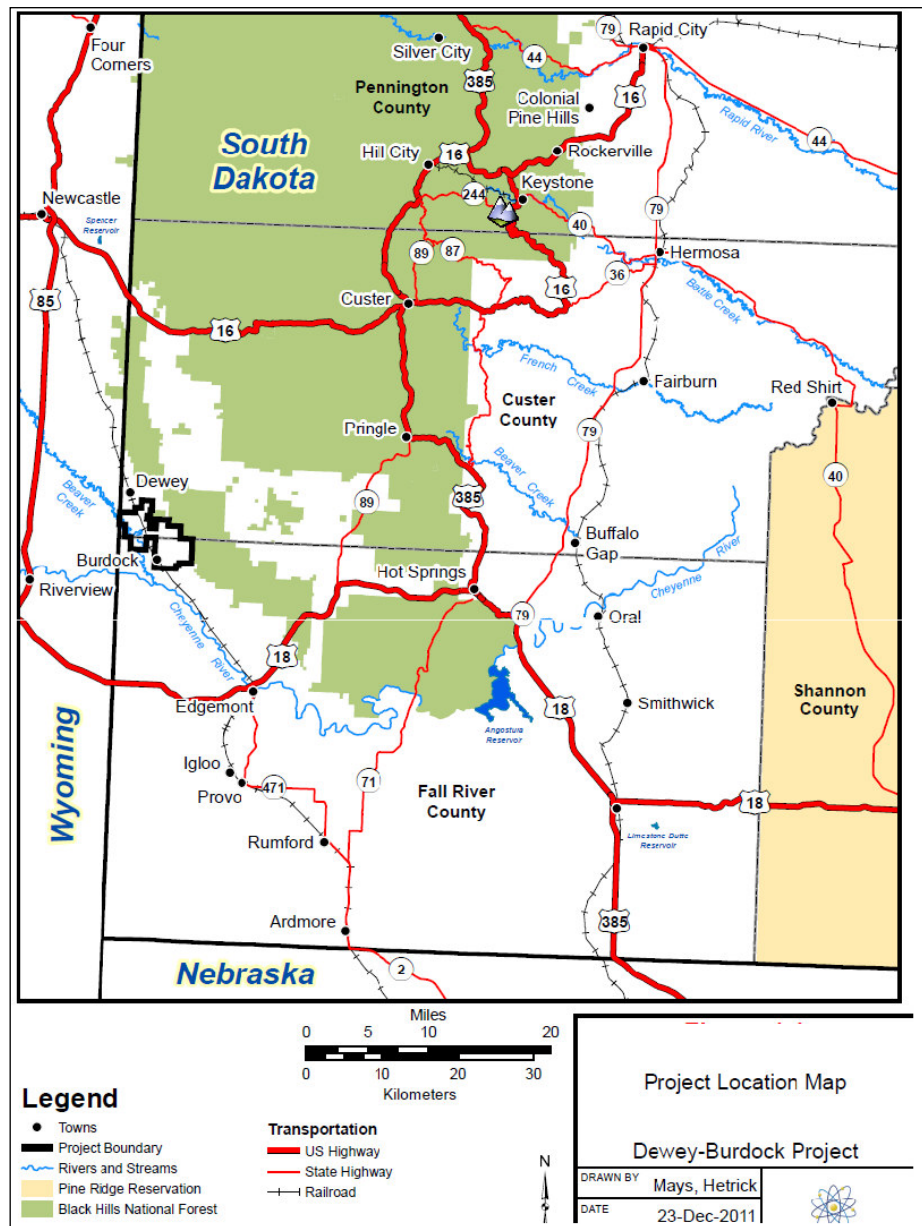 Four
Corners
Silver City
79
Rapid City
44
Pennington
County
385
Colonial
Pine Hills
16
Rapid River
South
Dakota
Hill City
16
Rockerville
44
Newcastle
Spencer
Reservoir
244
Keystone
79
40
Hermosa
89
87
36
85
16
Battle Creek
Custer
16
French Creek
Fairburn
Red Shirt
Custer
County
Pringle
79
Beaver Creek
Dewey
Beaver
Creek
89
385
40
Buffalo
Gap
Burdock
Riverview
Hot Springs
Cheyenne River
79
Oral
Cheyenne River
18
Edgemont
Shannon
County
Smithwick
Angostura
Reservoir
18
Wyoming
Igloo
471
Provo
71
Fall River
County
18
Rumford
Reservoir
Ardmore
385
Nebraska
2
Miles
0 5 10 20
0 10 20 30
Kilometers
Legend
Towns
Project Boundary
Rivers and Streams
Pine Ridge Reservation
Black Hills National Forest
Transportation
US Highway
State Highway
Railroad
N
Project Location Map
Dewey-Burdock Project
DRAWN BY Mays, Hetrick
DATE 23-Dec-2011